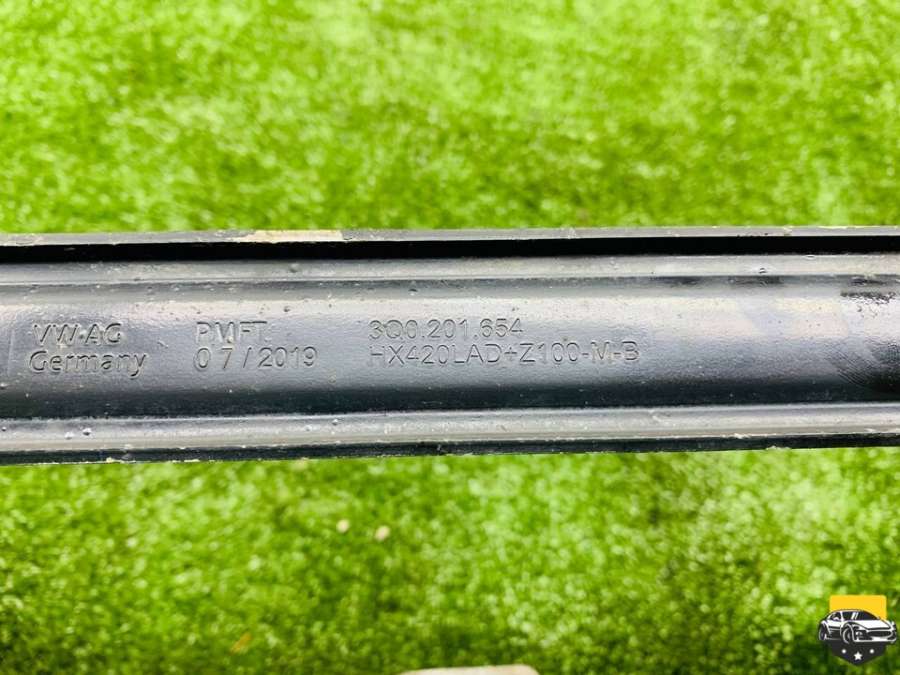 VW AG
Germany
PMFT
07/2019
3Q0.201.654
HX420LAD+Z100-M-B